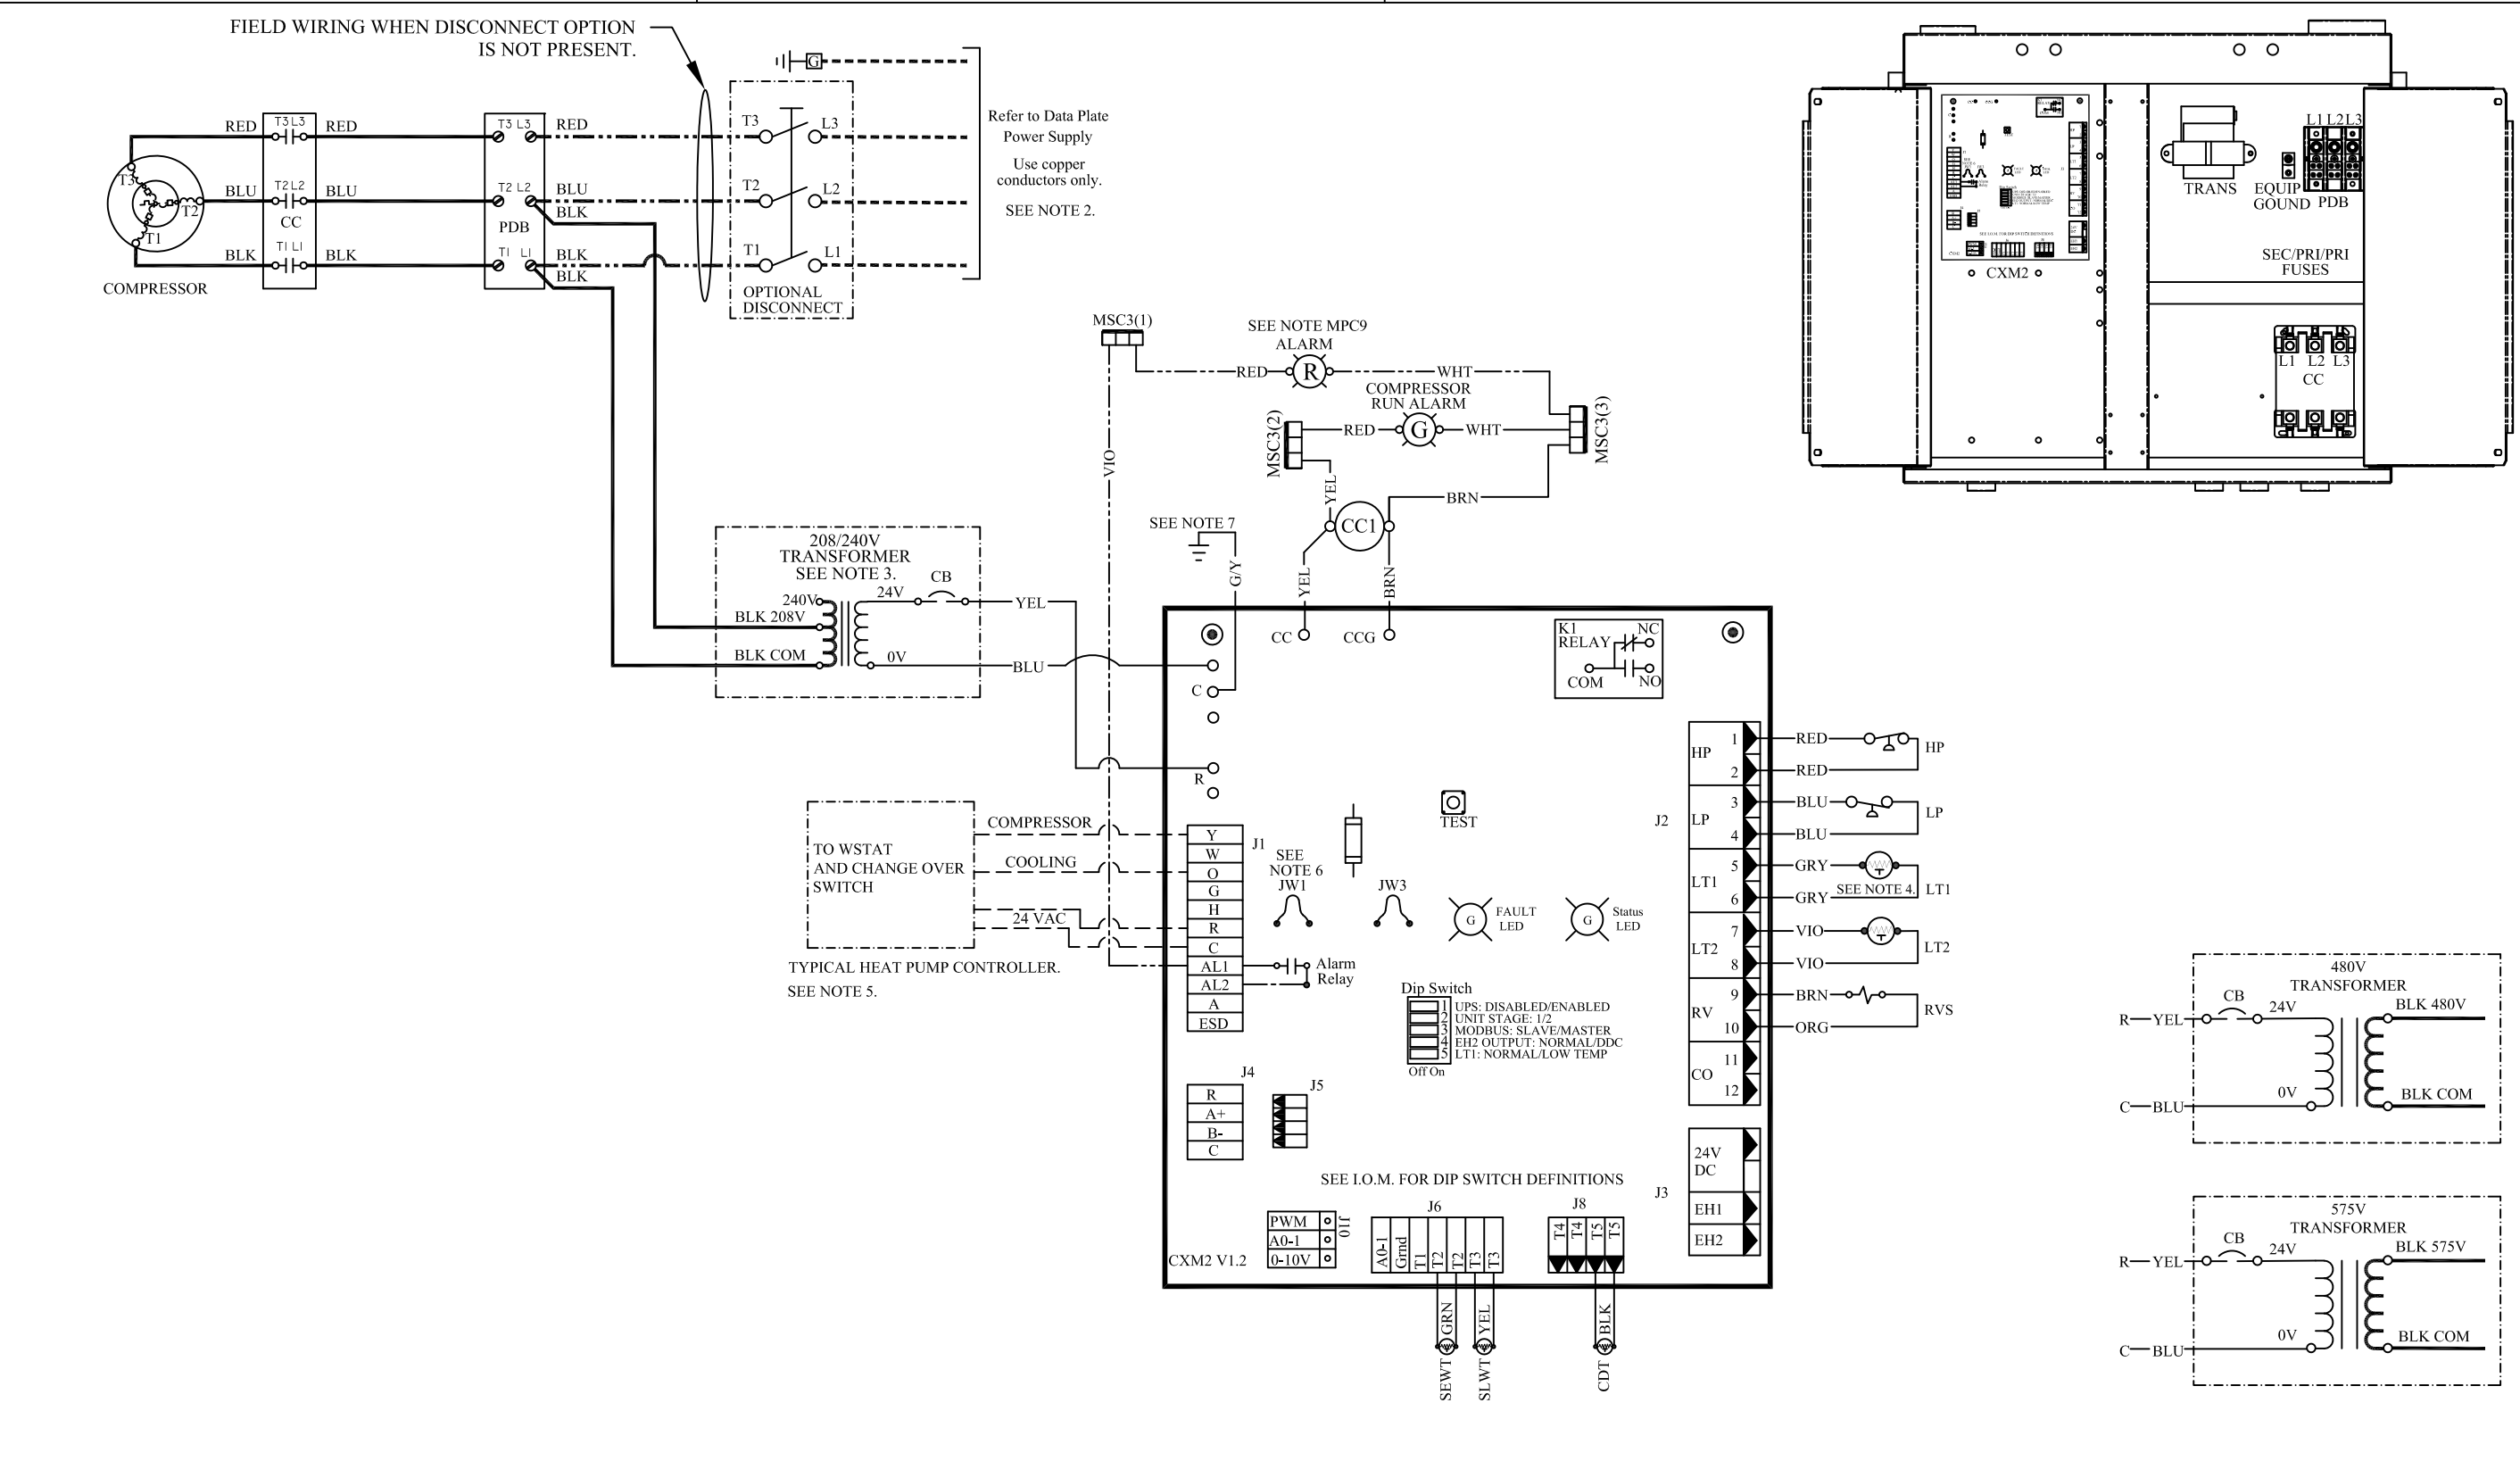 FIELD WIRING WHEN DISCONNECT OPTION
IS NOT PRESENT.
G
Refer to Data Plate
Power Supply
Use copper
conductors only.
SEE NOTE 2.
RED
T3 L3
RED
T3 L3
RED
T3
L3
BLU
T2 L2
BLU
T2 L2
BLU
T2
L2
CC
BLK
PDB
BLK
T1 L1
BLK
T1 L1
BLK
T1
L1
BLK
T3
T2
T1
COMPRESSOR
OPTIONAL
DISCONNECT
L1 L2 L3
TRANS
EQUIP
GOUND
PDB
SEC/PRI/PRI
FUSES
CXM2
L1 L2 L3
CC
MSC3(1)
SEE NOTE MPC9
ALARM
RED
R
WHT
COMPRESSOR
RUN ALARM
MSC3(2)
RED
G
WHT
MSC3(3)
VIO
YEL
BRN
SEE NOTE 7
CC1
G/Y
YEL
BRN
208/240V
TRANSFORMER
SEE NOTE 3.
CB
240V
24V
YEL
BLK 208V
BLK COM
0V
BLU
CC
CCG
K1
RELAY
NC
COM
NO
C
R
TEST
TO WSTAT
AND CHANGE OVER
SWITCH
COMPRESSOR
COOLING
24 VAC
TYPICAL HEAT PUMP CONTROLLER.
SEE NOTE 5.
J1
Y
W
O
G
H
R
C
AL1
AL2
A
ESD
SEE
NOTE 6
JW1
JW3
G
FAULT
LED
G
Status
LED
Alarm
Relay
Dip Switch
1 UPS: DISABLED/ENABLED
2 UNIT STAGE: 1/2
3 MODBUS: SLAVE/MASTER
4 EH2 OUTPUT: NORMAL/DDC
5 LT1: NORMAL/LOW TEMP
Off On
J2
HP
1
RED
HP
2
RED
LP
3
BLU
LP
4
BLU
LT1
5
GRY
SEE NOTE 4.
LT1
6
GRY
LT2
7
VIO
LT2
8
VIO
RV
9
BRN
RVS
10
ORG
CO
11
12
J4
R
A+
B-
C
J5
SEE I.O.M. FOR DIP SWITCH DEFINITIONS
J3
24V
DC
EH1
EH2
PWM
A0-1
0-10V
J10
J6
A0-1
Grnd
T1
T2
T2
T3
T3
J8
T4
T4
T5
T5
CXM2 V1.2
GRN
YEL
BLK
SEWT
SLWT
CDT
480V
TRANSFORMER
CB
24V
BLK 480V
R
YEL
0V
BLK COM
C
BLU
575V
TRANSFORMER
CB
24V
BLK 575V
R
YEL
0V
BLK COM
C
BLU